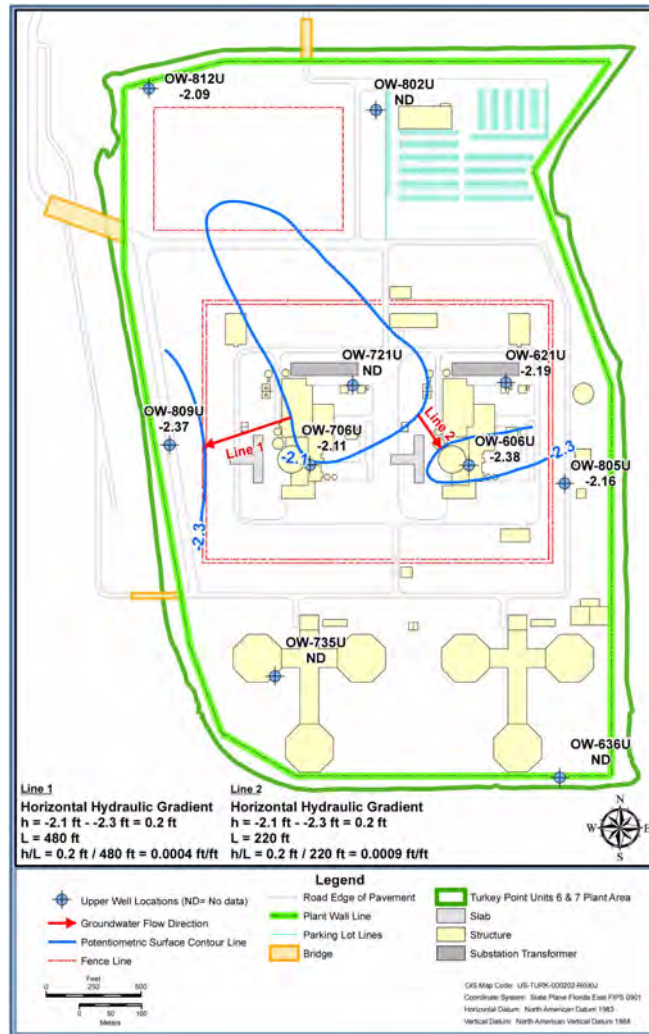 OW-812U
-2.09
OW-802U
ND
OW-721U
ND
OW-621U
-2.19
OW-809U
-2.37
Line 1
OW-706U
-2.11
-2.1
Line 2
OW-606U
-2.38
-2.3
OW-805U
-2.16
-2.3
OW-735U
ND
OW-636U
ND
Line 1
Horizontal Hydraulic Gradient
h = -2.1 ft - -2.3 ft = 0.2 ft
L = 480 ft
h/L = 0.2 ft / 480 ft = 0.0004 ft/ft
Line 2
Horizontal Hydraulic Gradient
h = -2.1 ft - -2.3 ft = 0.2 ft
L = 220 ft
h/L = 0.2 ft / 220 ft = 0.0009 ft/ft
N
W E
S
Legend
Upper Well Locations (ND= No data)
Groundwater Flow Direction
Potentiometric Surface Contour Line
Fence Line
Road Edge of Pavement
Plant Wall Line
Parking Lot Lines
Bridge
Turkey Point Units 6 & 7 Plant Area
Slab
Structure
Substation Transformer
Feet
0
0 50 100
Meters
GIS Map Code:
Coordinate System: State Plane Florida East FIPS 0901
Horizontal Datum: North American Datum 1983
Vertical Datum: North American Vertical Datum 1988